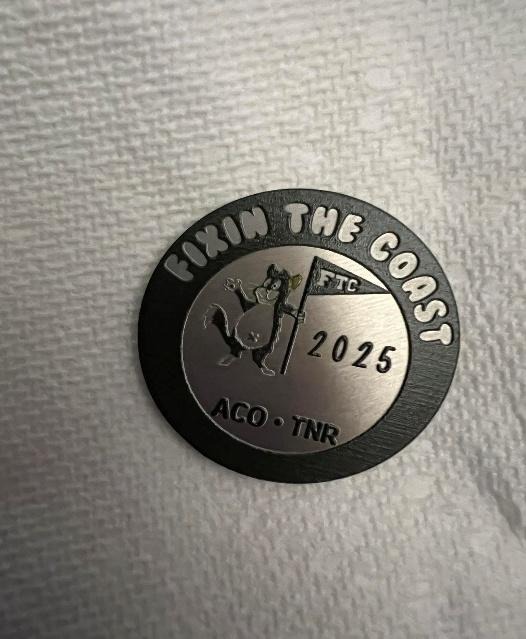 FIXIN THE COAST
FTC
2025
ACO • TNR